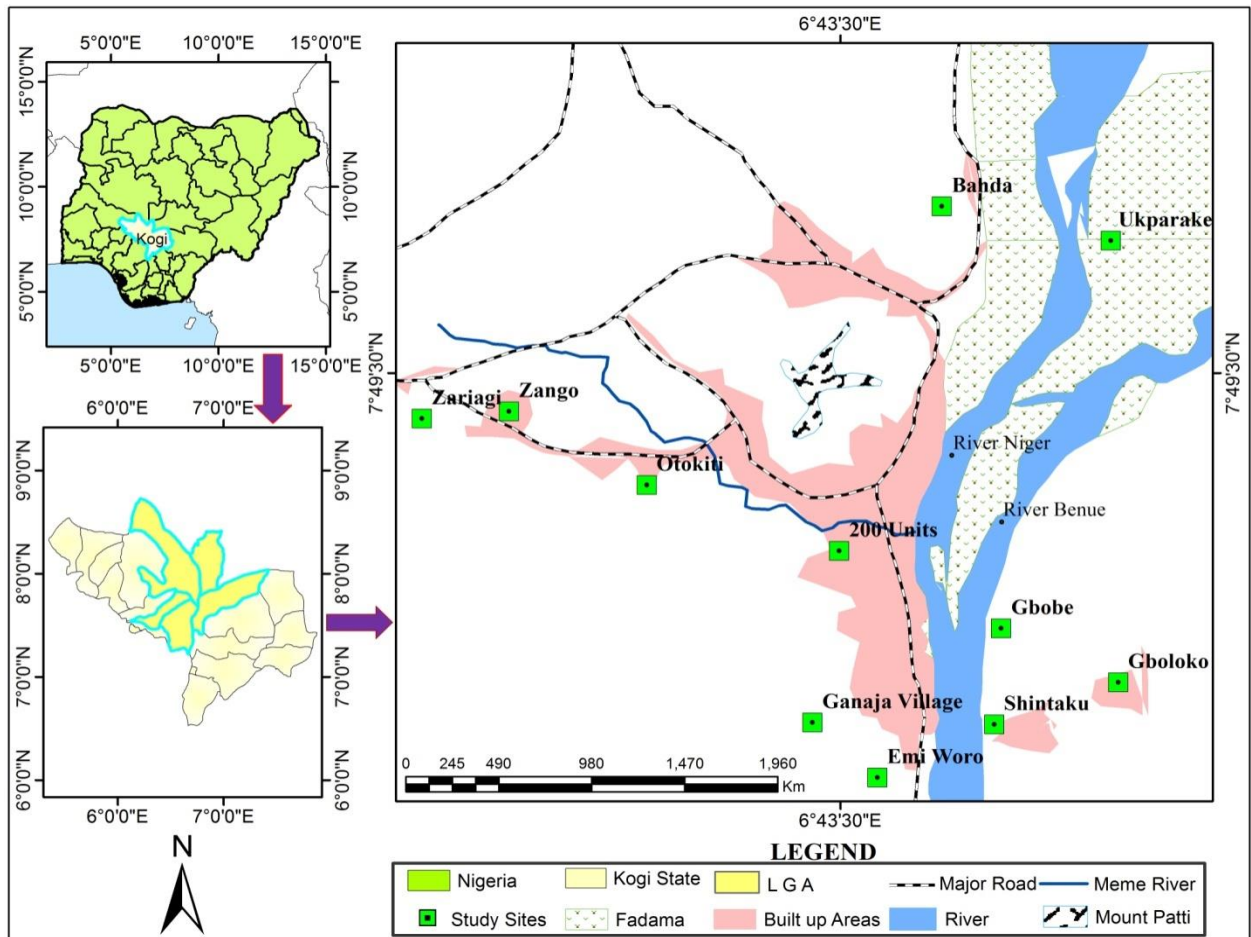 5°0'0"E 10°0'0"E 15°0'0"E
15°0'0"N
10°0'0"N
5°0'0"N
Kogi
15°0'0"N
10°0'0"N
5°0'0"N
5°0'0"E 10°0'0"E 15°0'0"E
6°0'0"E 7°0'0"E
9°0'0"N
8°0'0"N
7°0'0"N
6°0'0"N
9°0'0"N
8°0'0"N
7°0'0"N
6°0'0"N
6°0'0"E 7°0'0"E
N
6°43'30"E
7°49'30"N
7°49'30"N
Bahda
Ukparake
Zango
Zariagi
Otokiti
River Niger
River Benue
200'Units
Gbobe
Gboloko
Ganaja Village
Shintaku
Emi Woro
0 245 490 980 1,470 1,960
Km
6°43'30"E
LEGEND
Nigeria Kogi State L G A Major Road Meme River
Study Sites Fadama Built up Areas River Mount Patti